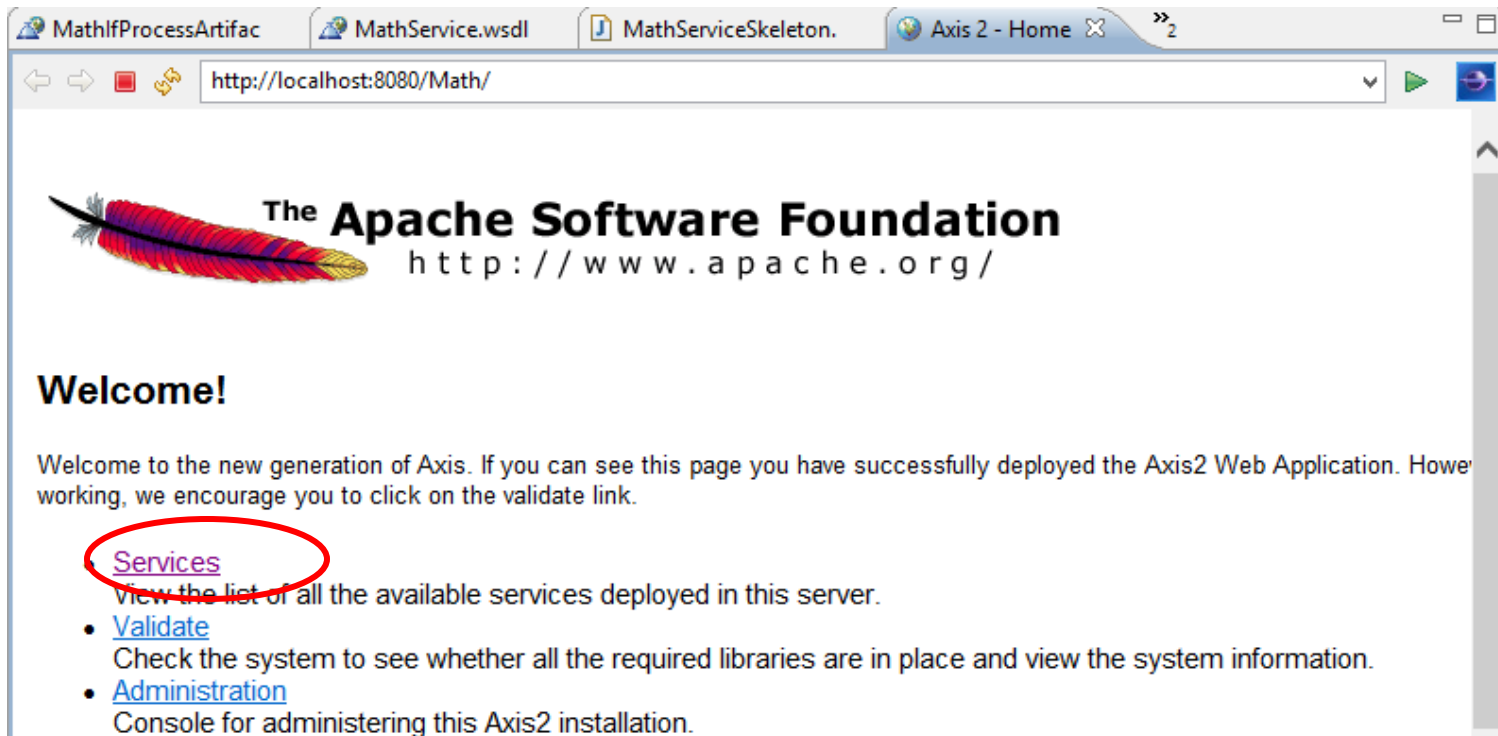 MathIfProcessArtifac MathService.wsdl MathServiceSkeleton. Axis 2 - Home »2
http://localhost:8080/Math/
The Apache Software Foundation
http://www.apache.org/
Welcome!
Welcome to the new generation of Axis. If you can see this page you have successfully deployed the Axis2 Web Application. Howe
working, we encourage you to click on the validate link.
• Services
View the list of all the available services deployed in this server.
• Validate
Check the system to see whether all the required libraries are in place and view the system information.
• Administration
Console for administering this Axis2 installation.